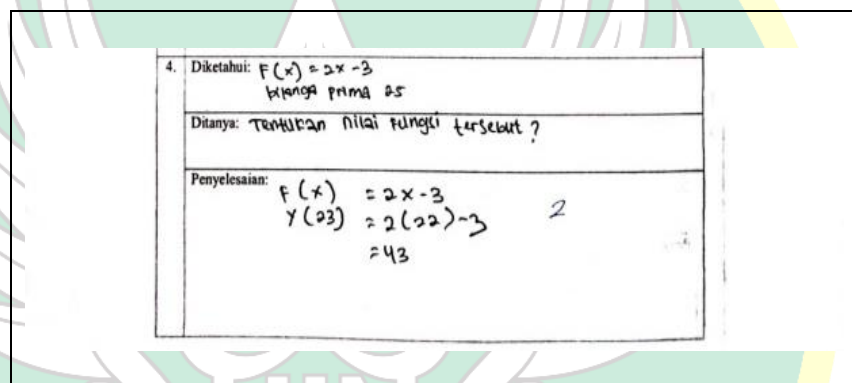 4. Diketahui: F(x) = 2x -3
prima 25
Ditanya: Tentukan nilai fungsi tersebut ?
Penyelesaian:
F(x) = 2x-3
Y(23) = 2(22)-3
2
=43